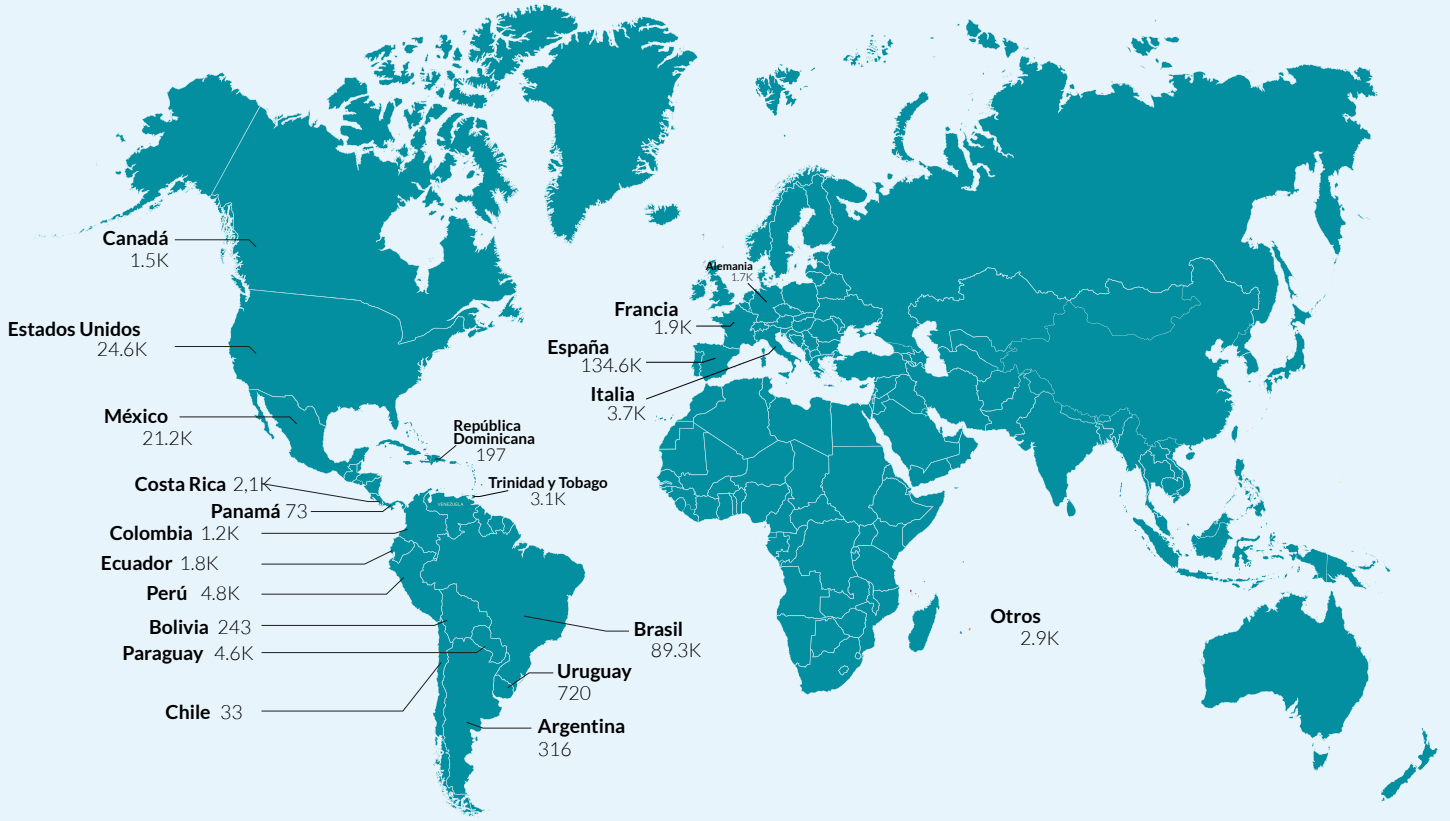 Canadá
1.5K
Estados Unidos
24.6K
México
21.2K
República
Dominicana
197
Costa Rica 2,1K
Trinidad y Tobago
3.1K
Panamá 73
VENEZUELA
Colombia 1.2K
Ecuador 1.8K
Perú 4.8K
Bolivia 243
Paraguay 4.6K
Chile 33
Brasil
89.3K
Uruguay
720
Argentina
316
Alemania
1.7K
Francia
1.9K
España
134.6K
Italia
3.7K
Otros
2.9K